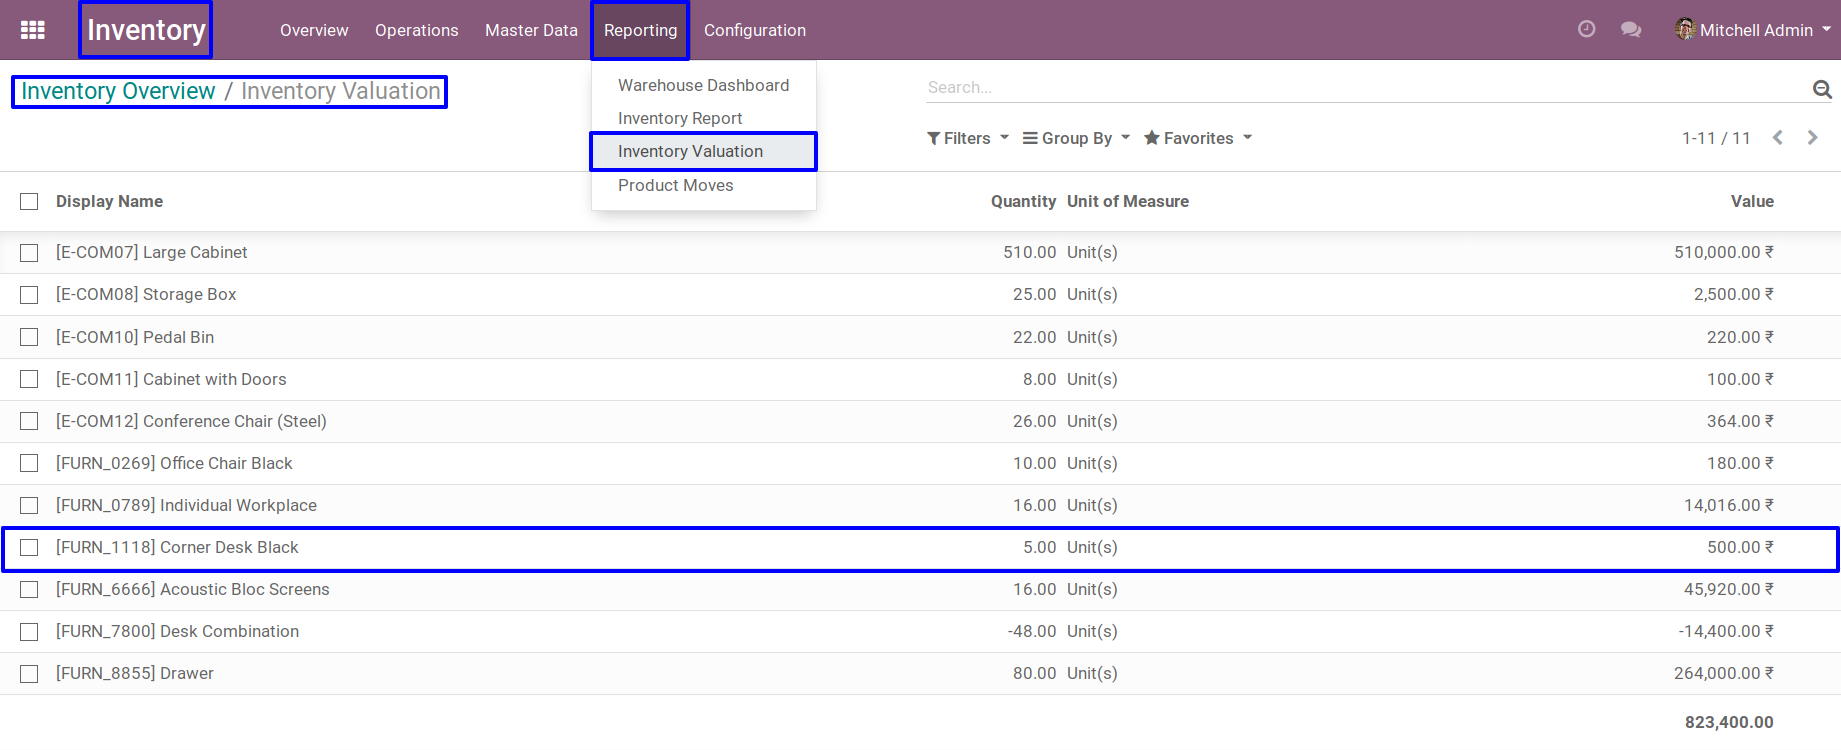 Inventory Overview Operations Master Data Reporting Configuration Mitchell Admin
Inventory Overview / Inventory Valuation
Search...
Warehouse Dashboard
Inventory Report
Inventory Valuation
Product Moves
Filters Group By Favorites 1-11 / 11
Display Name Quantity Unit of Measure Value
[E-COM07] Large Cabinet 510.00 Unit(s) 510,000.00 ₹
[E-COM08] Storage Box 25.00 Unit(s) 2,500.00 ₹
[E-COM10] Pedal Bin 22.00 Unit(s) 220.00 ₹
[E-COM11] Cabinet with Doors 8.00 Unit(s) 100.00 ₹
[E-COM12] Conference Chair (Steel) 26.00 Unit(s) 364.00 ₹
[FURN_0269] Office Chair Black 10.00 Unit(s) 180.00 ₹
[FURN_0789] Individual Workplace 16.00 Unit(s) 14,016.00 ₹
[FURN_1118] Corner Desk Black 5.00 Unit(s) 500.00 ₹
[FURN_6666] Acoustic Bloc Screens 16.00 Unit(s) 45,920.00 ₹
[FURN_7800] Desk Combination -48.00 Unit(s) -14,400.00 ₹
[FURN_8855] Drawer 80.00 Unit(s) 264,000.00 ₹
823,400.00